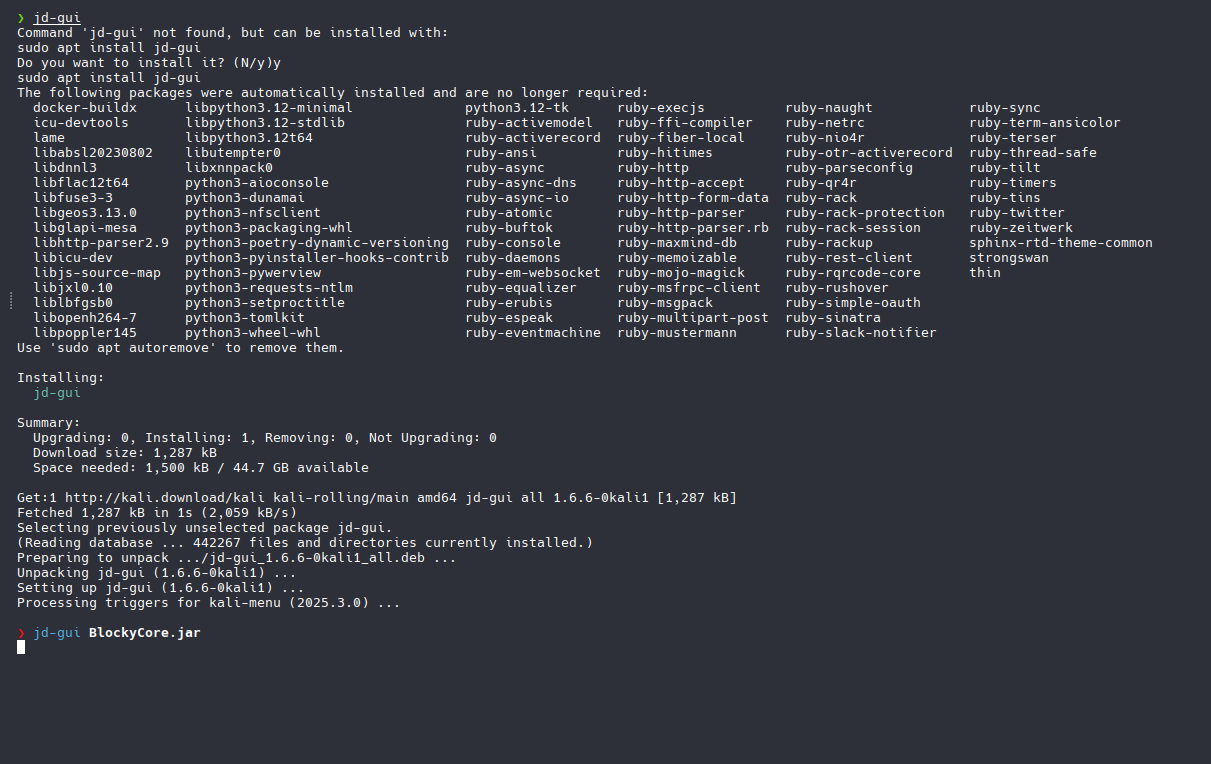 ❯ jd-gui
Command 'jd-gui' not found, but can be installed with:
sudo apt install jd-gui
Do you want to install it? (N/y)y
sudo apt install jd-gui
The following packages were automatically installed and are no longer required:
  docker-buildx      libpython3.12-minimal              python3.12-tk      ruby-execjs          ruby-naught            ruby-sync
  icu-devtools       libpython3.12-stdlib               ruby-activemodel   ruby-ffi-compiler    ruby-netrc             ruby-term-ansicolor
  lame               libpython3.12t64                   ruby-activerecord  ruby-fiber-local     ruby-nio4r             ruby-terser
  libabsl20230802    libutempter0                       ruby-ansi          ruby-hitimes         ruby-otr-activerecord  ruby-thread-safe
  libdnnl3           libxnnpack0                        ruby-async         ruby-http            ruby-parseconfig       ruby-tilt
  libflac12t64       python3-aioconsole                 ruby-async-dns     ruby-http-accept     ruby-qr4r              ruby-timers
  libfuse3-3         python3-dunamai                    ruby-async-io      ruby-http-form-data  ruby-rack              ruby-tins
  libgeos3.13.0      python3-nfsclient                  ruby-atomic        ruby-http-parser     ruby-rack-protection   ruby-twitter
  libglapi-mesa      python3-packaging-whl              ruby-buftok        ruby-http-parser.rb  ruby-rack-session      ruby-zeitwerk
  libhttp-parser2.9  python3-poetry-dynamic-versioning  ruby-console       ruby-maxmind-db      ruby-rackup            sphinx-rtd-theme-common
  libicu-dev         python3-pyinstaller-hooks-contrib  ruby-daemons       ruby-memoizable      ruby-rest-client       strongswan
  libjs-source-map   python3-pywerview                  ruby-em-websocket  ruby-mojo-magick     ruby-rqrcode-core      thin
  libjxl0.10         python3-requests-ntlm              ruby-equalizer     ruby-msfrpc-client   ruby-rushover
  liblbfgsb0         python3-setproctitle               ruby-erubis        ruby-msgpack         ruby-simple-oauth
  libopenh264-7      python3-tomlkit                    ruby-espeak        ruby-multipart-post  ruby-sinatra
  libpoppler145      python3-wheel-whl                  ruby-eventmachine  ruby-mustermann      ruby-slack-notifier
Use 'sudo apt autoremove' to remove them.

Installing:
  jd-gui

Summary:
  Upgrading: 0, Installing: 1, Removing: 0, Not Upgrading: 0
  Download size: 1,287 kB
  Space needed: 1,500 kB / 44.7 GB available

Get:1 http://kali.download/kali kali-rolling/main amd64 jd-gui all 1.6.6-0kali1 [1,287 kB]
Fetched 1,287 kB in 1s (2,059 kB/s)
Selecting previously unselected package jd-gui.
(Reading database ... 442267 files and directories currently installed.)
Preparing to unpack .../jd-gui_1.6.6-0kali1_all.deb ...
Unpacking jd-gui (1.6.6-0kali1) ...
Setting up jd-gui (1.6.6-0kali1) ...
Processing triggers for kali-menu (2025.3.0) ...

❯ jd-gui BlockyCore.jar